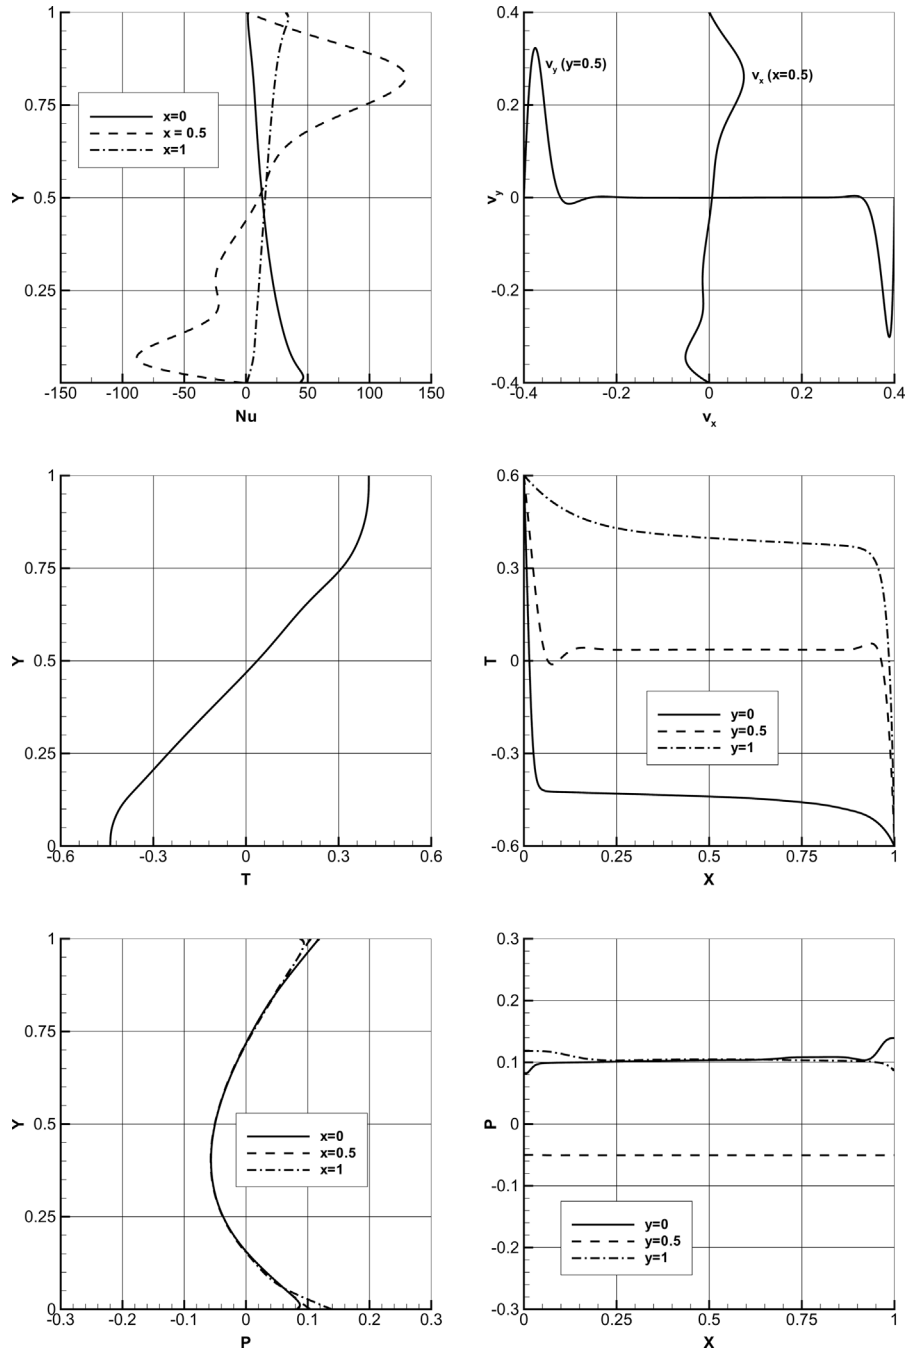 1
0.75
0.5
0.25
0
Y
x=0
x = 0.5
x=1
-150 -100 -50 0 50 100 150
Nu
0.4
0.2
0
-0.2
-0.4
v_y
v_y (y=0.5)
v_x (x=0.5)
-0.4 -0.2 0 0.2 0.4
v_x
1
0.75
0.5
0.25
0
Y
-0.6 -0.3 0 0.3 0.6
T
0.6
0.3
0
-0.3
-0.6
T
y=0
y=0.5
y=1
0 0.25 0.5 0.75 1
X
1
0.75
0.5
0.25
0
Y
x=0
x=0.5
x=1
-0.3 -0.2 -0.1 0 0.1 0.2 0.3
P
0.3
0.2
0.1
0
-0.1
-0.2
-0.3
P
y=0
y=0.5
y=1
0 0.25 0.5 0.75 1
X